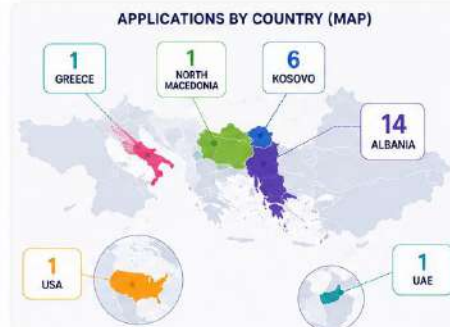 APPLICATIONS BY COUNTRY (MAP)
1
GREECE
1
NORTH
MACEDONIA
6
KOSOVO
14
ALBANIA
1
USA
1
UAE